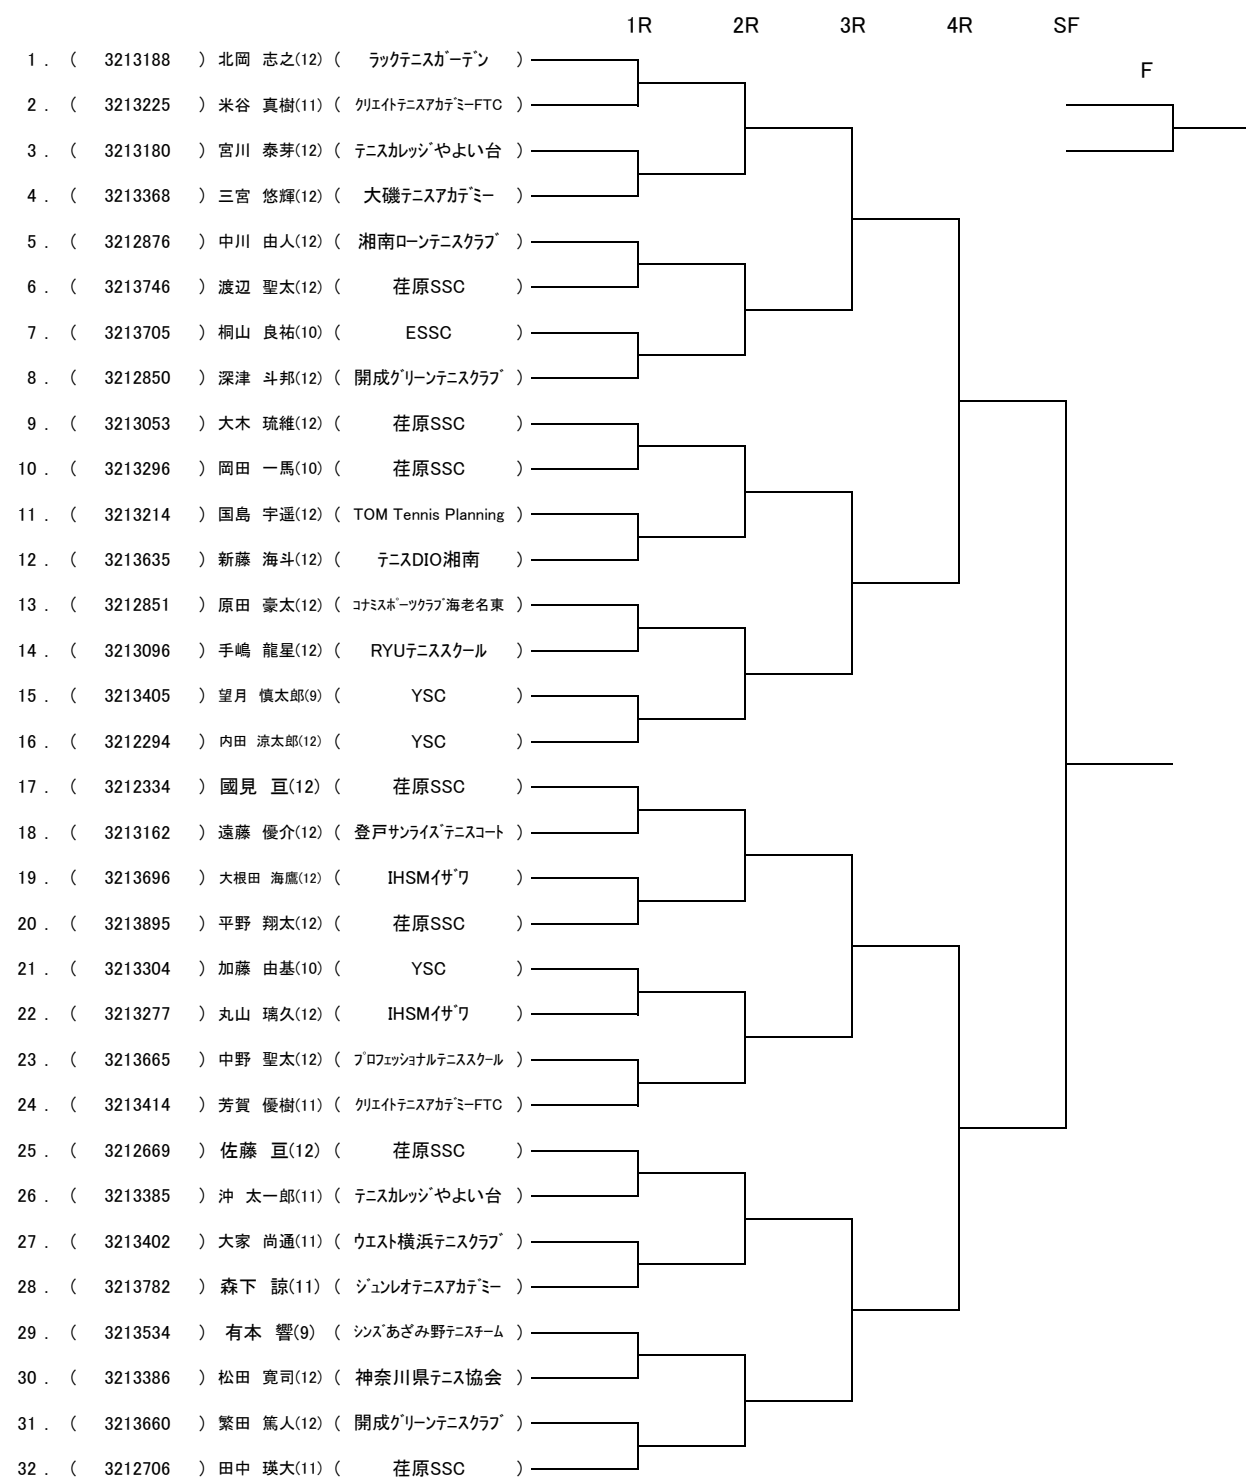 1R 2R 3R 4R SF
F
1 . ( 3213188 ) 北岡 志之(12) ( ラックテニスガーデン )
2 . ( 3213225 ) 米谷 真樹(11) ( クリエイトテニスアカデミーFTC )
3 . ( 3213180 ) 宮川 泰芽(12) ( テニスカレッジやよい台 )
4 . ( 3213368 ) 三宮 悠輝(12) ( 大磯テニスアカデミー )
5 . ( 3212876 ) 中川 由人(12) ( 湘南ローンテニスクラブ )
6 . ( 3213746 ) 渡辺 聖太(12) ( 荏原SSC )
7 . ( 3213705 ) 桐山 良祐(10) ( ESSC )
8 . ( 3212850 ) 深津 斗邦(12) ( 開成グリーンテニスクラブ )
9 . ( 3213053 ) 大木 琉維(12) ( 荏原SSC )
10 . ( 3213296 ) 岡田 一馬(10) ( 荏原SSC )
11 . ( 3213214 ) 国島 宇遥(12) ( TOM Tennis Planning )
12 . ( 3213635 ) 新藤 海斗(12) ( テニスDIO湘南 )
13 . ( 3212851 ) 原田 豪太(12) ( コナミスポーツクラブ海老名東 )
14 . ( 3213096 ) 手嶋 龍星(12) ( RYUテニススクール )
15 . ( 3213405 ) 望月 慎太郎(9) ( YSC )
16 . ( 3212294 ) 内田 涼太郎(12) ( YSC )
17 . ( 3212334 ) 國見 亘(12) ( 荏原SSC )
18 . ( 3213162 ) 遠藤 優介(12) ( 登戸サンライズテニスコート )
19 . ( 3213696 ) 大根田 海鷹(12) ( IHSMイザワ )
20 . ( 3213895 ) 平野 翔太(12) ( 荏原SSC )
21 . ( 3213304 ) 加藤 由基(10) ( YSC )
22 . ( 3213277 ) 丸山 璃久(12) ( IHSMイザワ )
23 . ( 3213665 ) 中野 聖太(12) ( プロフェッショナルテニススクール )
24 . ( 3213414 ) 芳賀 優樹(11) ( クリエイトテニスアカデミーFTC )
25 . ( 3212669 ) 佐藤 亘(12) ( 荏原SSC )
26 . ( 3213385 ) 沖 太一郎(11) ( テニスカレッジやよい台 )
27 . ( 3213402 ) 大家 尚通(11) ( ウエスト横浜テニスクラブ )
28 . ( 3213782 ) 森下 諒(11) ( ジュンレオテニスアカデミー )
29 . ( 3213534 ) 有本 響(9) ( シンズあざみ野テニスチーム )
30 . ( 3213386 ) 松田 寛司(12) ( 神奈川県テニス協会 )
31 . ( 3213660 ) 繁田 篤人(12) ( 開成グリーンテニスクラブ )
32 . ( 3212706 ) 田中 瑛大(11) ( 荏原SSC )